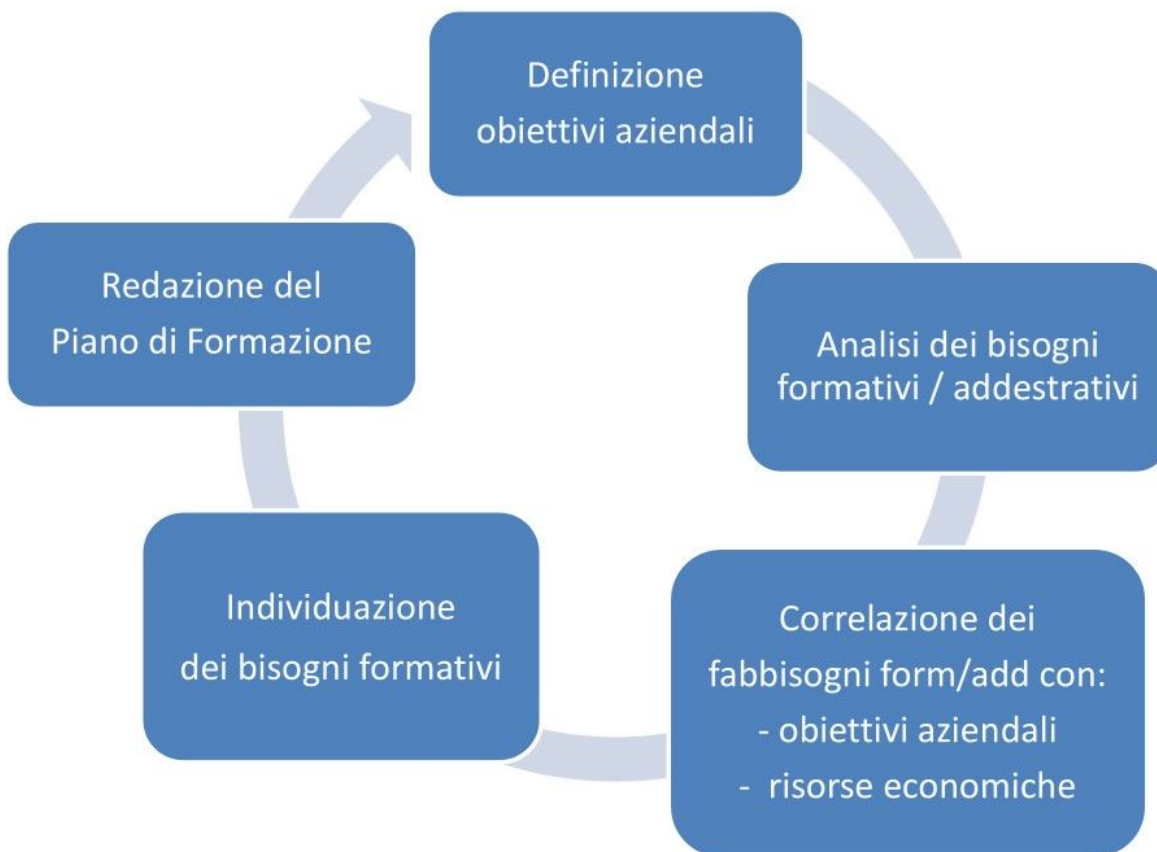 Definizione
obiettivi aziendali
Analisi dei bisogni
formativi / addestrativi
Correlazione dei
fabbisogni form/add con:
- obiettivi aziendali
- risorse economiche
Individuazione
dei bisogni formativi
Redazione del
Piano di Formazione